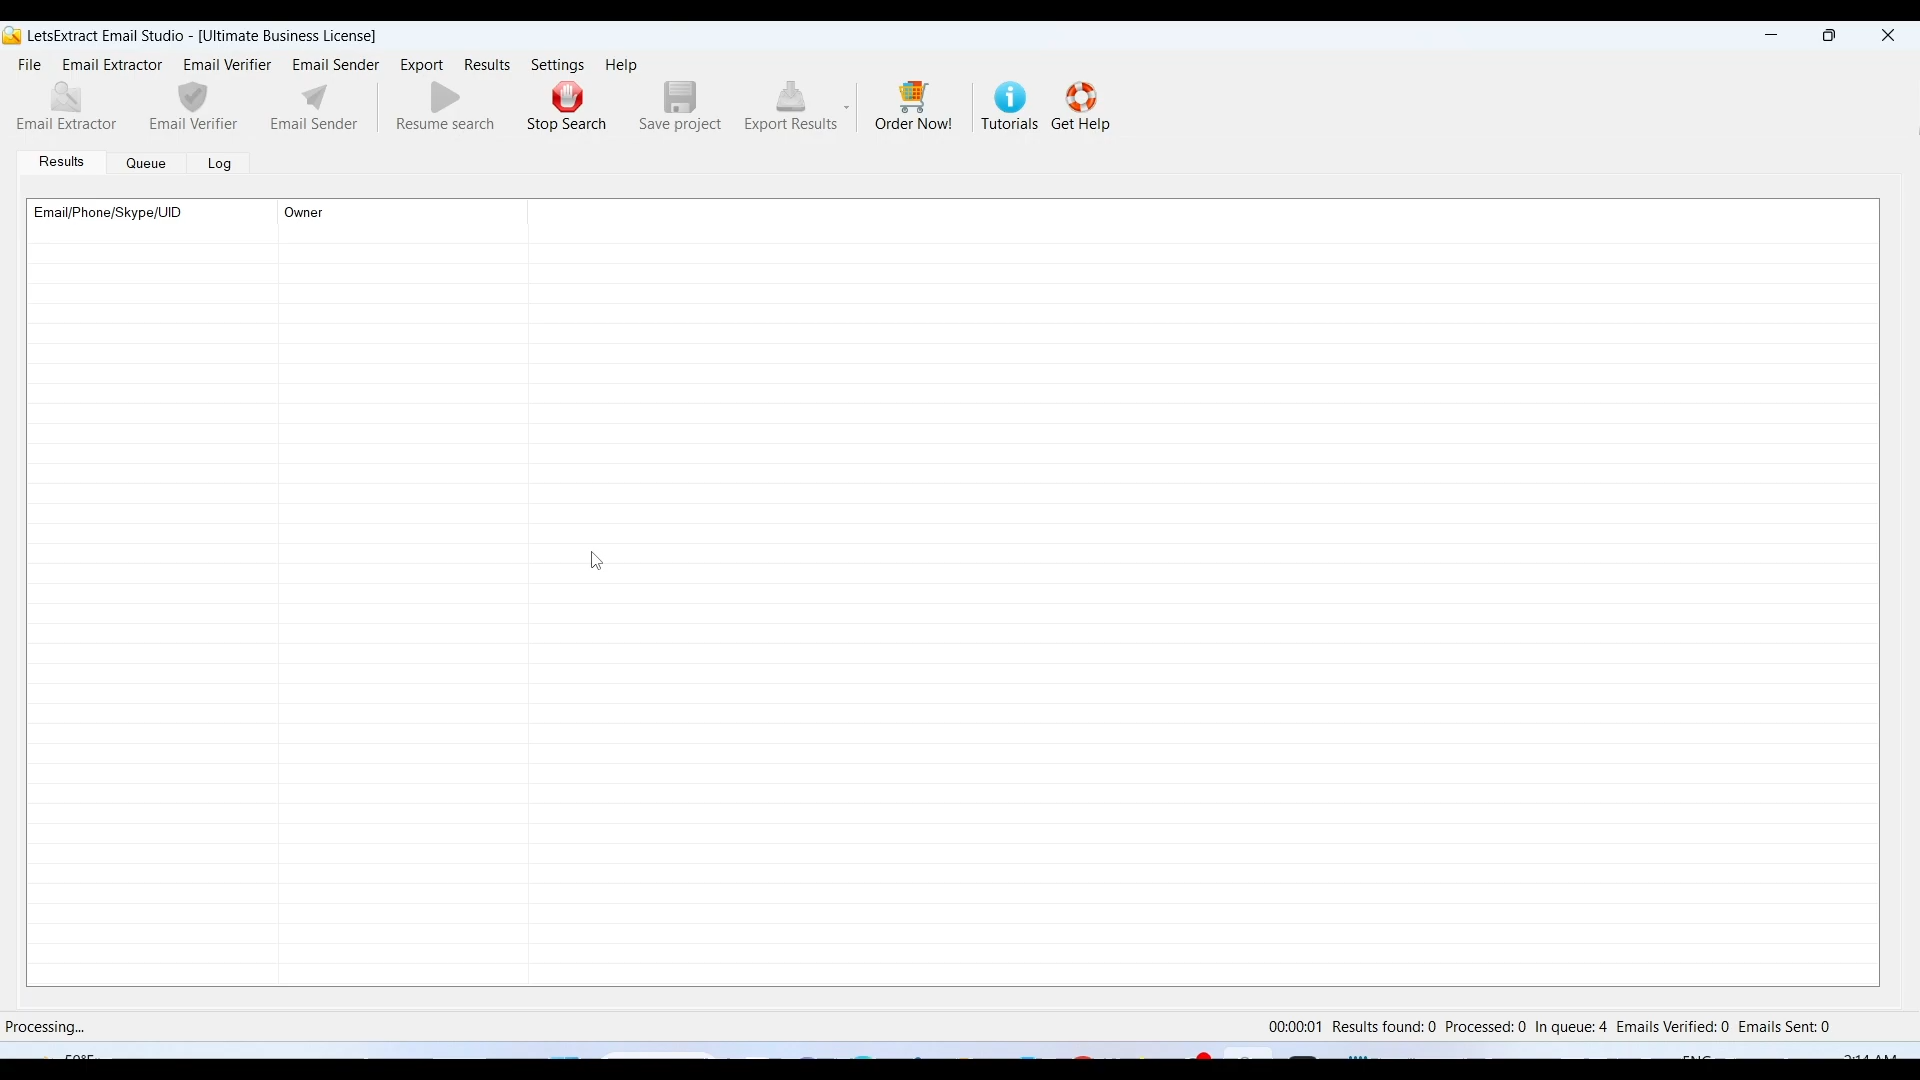 LetsExtract Email Studio - [Ultimate Business License]
File Email Extractor Email Verifier Email Sender Export Results Settings Help
Email Extractor Email Verifier Email Sender Resume search Stop Search Save project Export Results Order Now! Tutorials Get Help
Results Queue Log
Email/Phone/Skype/UID Owner
Processing... 00:00:01 Results found: 0 Processed: 0 In queue: 4 Emails Verified: 0 Emails Sent: 0